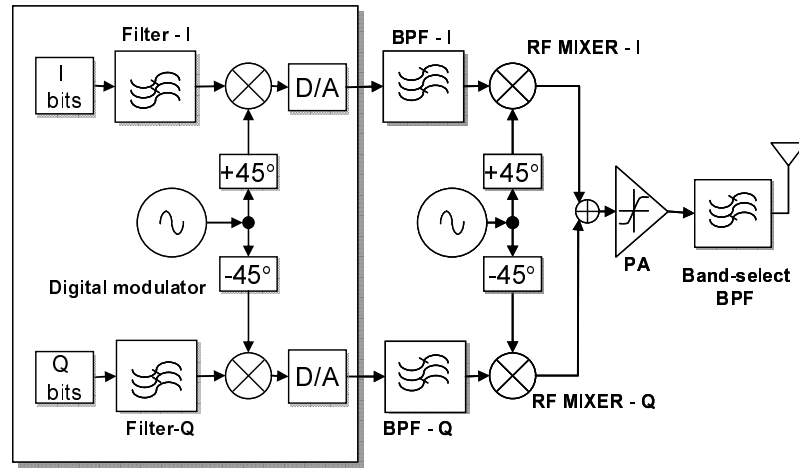 Filter - I
BPF - I
RF MIXER - I
I
bits
D/A
+45°
+45°
Digital modulator
-45°
-45°
PA
Band-select
BPF
Q
bits
D/A
Filter-Q
BPF - Q
RF MIXER - Q